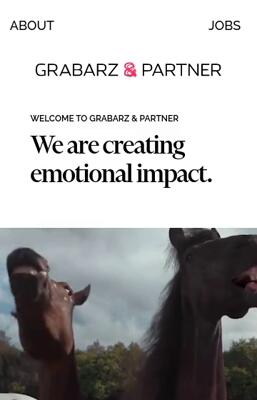 ABOUT JOBS
GRABARZ & PARTNER
WELCOME TO GRABARZ & PARTNER
We are creating
emotional impact.